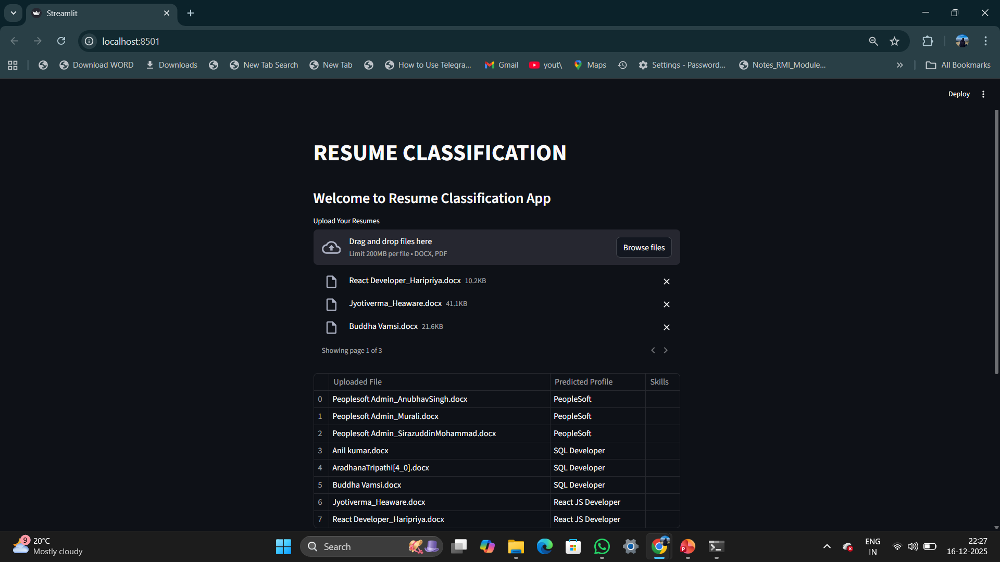 Streamlit
localhost:8501
Download WORD
Downloads
New Tab Search
New Tab
How to Use Telegra...
Gmail
yout\
Maps
Settings - Password...
Notes_RMI_Module...
All Bookmarks
Deploy
RESUME CLASSIFICATION
Welcome to Resume Classification App
Upload Your Resumes
Drag and drop files here
Limit 200MB per file • DOCX, PDF
Browse files
React Developer_Haripriya.docx 10.2KB
Jyotiverma_Heaware.docx 41.1KB
Buddha Vamsi.docx 21.6KB
Showing page 1 of 3
Uploaded File Predicted Profile Skills
0 Peoplesoft Admin_AnubhavSingh.docx PeopleSoft
1 Peoplesoft Admin_Murali.docx PeopleSoft
2 Peoplesoft Admin_SirazuddinMohammad.docx PeopleSoft
3 Anil kumar.docx SQL Developer
4 AradhanaTripathi[4_0].docx SQL Developer
5 Buddha Vamsi.docx SQL Developer
6 Jyotiverma_Heaware.docx React JS Developer
7 React Developer_Haripriya.docx React JS Developer
9
20°C
Mostly cloudy
Search
ENG
IN
22:27
16-12-2025